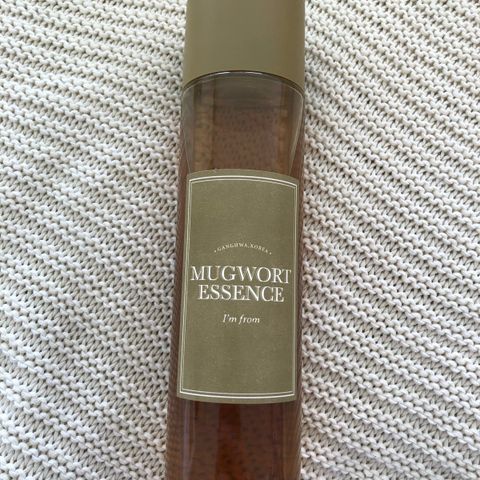 • GANGHWA, KOREA •
MUGWORT
ESSENCE
I'm from